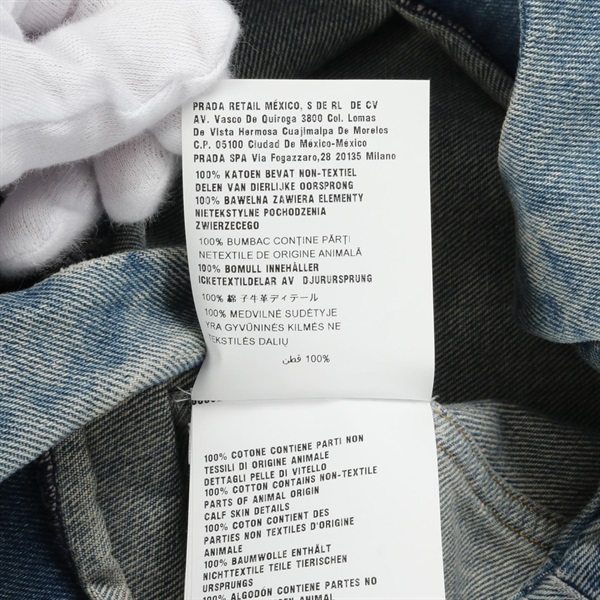 PRADA RETAIL MÉXICO, S DE RL DE CV
AV. Vasco De Quiroga 3800 Col. Lomas
De Vista Hermosa Cuajimalpa De Morelos
C.P. 05100 Ciudad De México-México
PRADA SPA Via Fogazzaro,28 20135 Milano
100% KATOEN BEVAT NON-TEXTIEL
DELEN VAN DIERLIJKE OORSPRONG
100% BAWELNA ZAWIERA ELEMENTY
NIETEKSTYLNE POCHODZENIA
ZWIERZECEGO
100% BUMBAC CONȚINE PĂRȚI
NETEXTILE DE ORIGINE ANIMALĂ
100% BOMULL INNEHÅLLER
ICKETEXTILDELAR AV DJURURSPRUNG
100% 綿 子牛革ディテール
100% MEDVILNĖ SUDĖTYJE
YRA GYVŪNINĖS KILMĖS NE
TEKSTILĖS DALIŲ
100% قطن
100% COTONE CONTIENE PARTI NON
TESSILI DI ORIGINE ANIMALE
DETTAGLI PELLE DI VITELLO
100% COTTON CONTAINS NON-TEXTILE
PARTS OF ANIMAL ORIGIN
CALF SKIN DETAILS
100% COTON CONTIENT DES
PARTIES NON TEXTILES D'ORIGINE
ANIMALE
100% BAUMWOLLE ENTHÄLT
NICHTTEXTILE TEILE TIERISCHEN
URSPRUNGS
100% ALGODÓN CONTIENE PARTES NO
TEXTILES DE ORIGEN ANIMAL